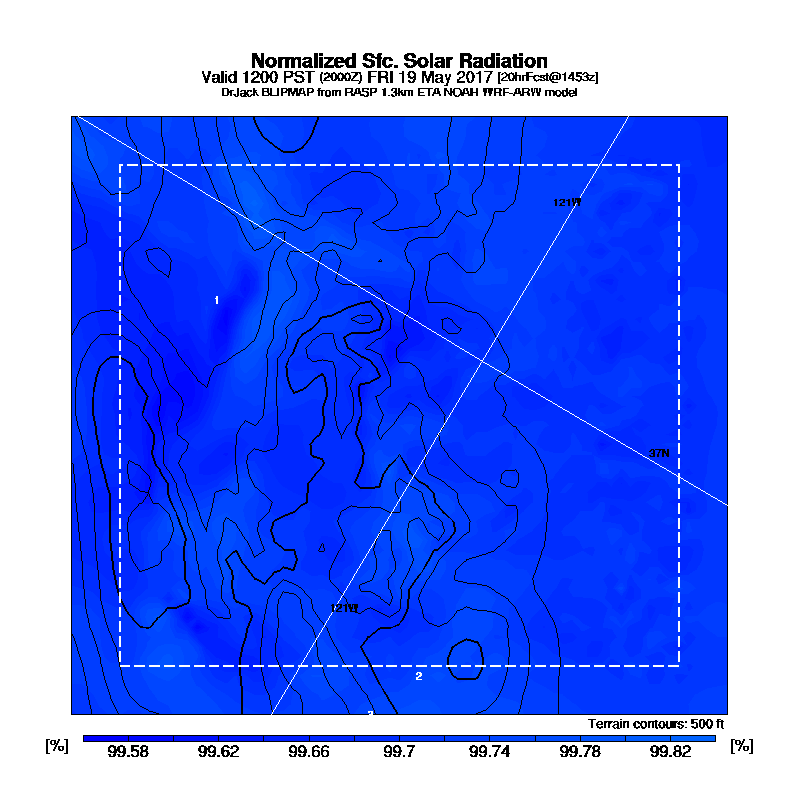 Normalized Sfc. Solar Radiation
Valid 1200 PST (2000Z) FRI 19 May 2017 [20hrFcst@1453z]
DrJack BLIPMAP from RASP 1.3km ETA NOAH WRF-ARW model
121W
1
37N
121W
2
Terrain contours: 500 ft
[%] 99.58 99.62 99.66 99.7 99.74 99.78 99.82 [%]